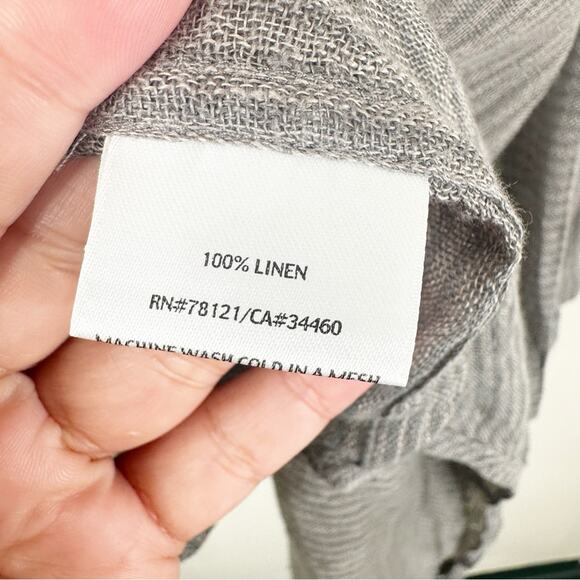 100% LINEN
RN#78121/CA#34460
MACHINE WASH COLD IN A MESH